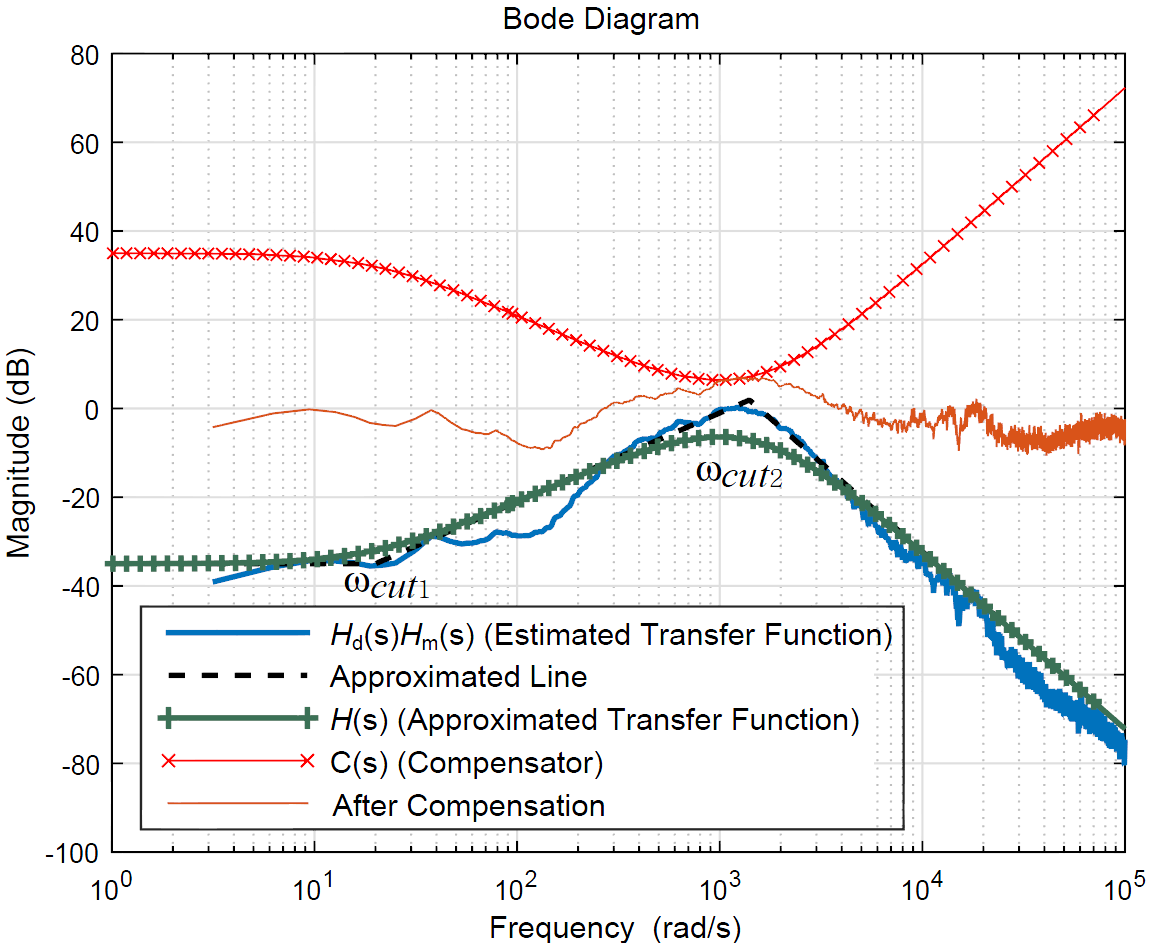 Bode Diagram
80
60
40
20
0
-20
-40
-60
-80
-100
Magnitude (dB)
ωcut2
ωcut1
Hd(s)Hm(s) (Estimated Transfer Function)
Approximated Line
H(s) (Approximated Transfer Function)
C(s) (Compensator)
After Compensation
10^0 10^1 10^2 10^3 10^4 10^5
Frequency (rad/s)